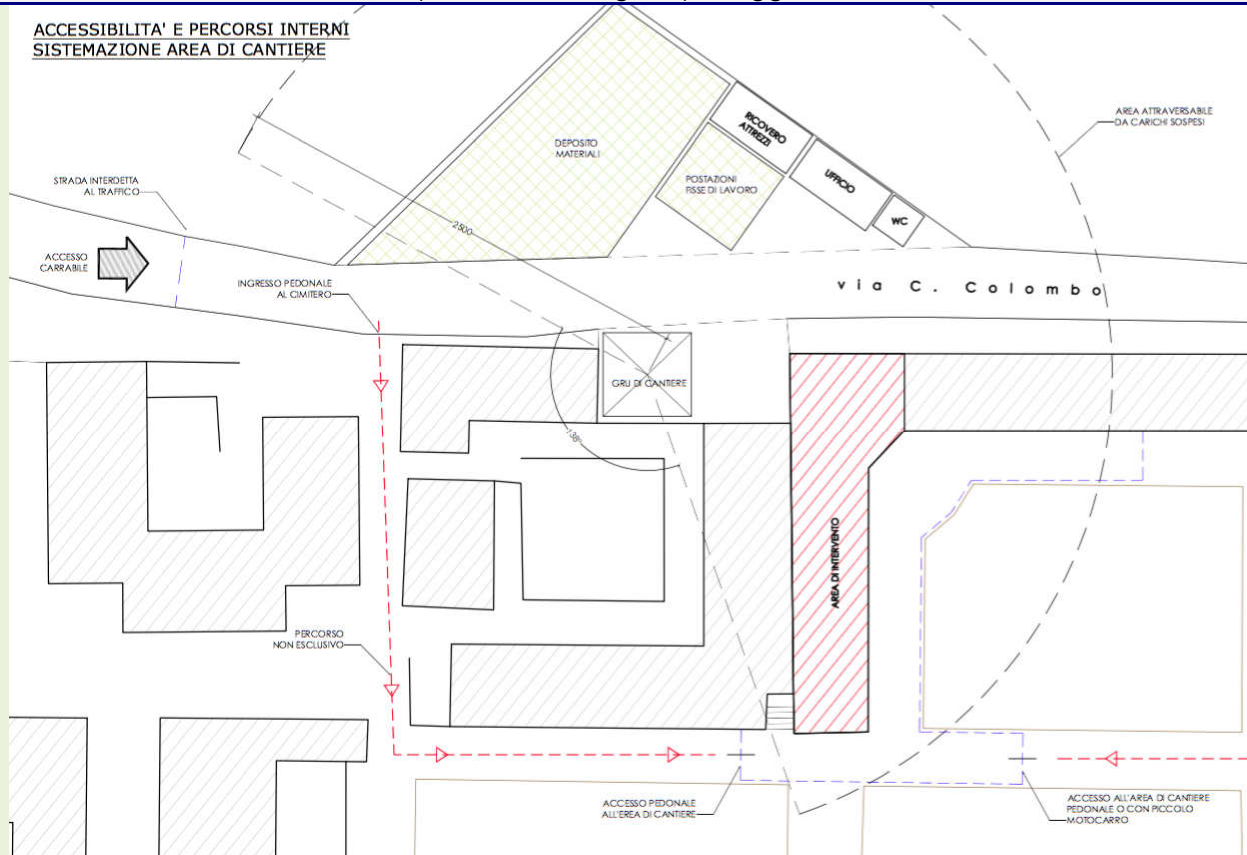 ACCESSIBILITA' E PERCORSI INTERNI
SISTEMAZIONE AREA DI CANTIERE
AREA ATTRAVERSABILE
DA CARICHI SOSPESI
RICOVERO
ATTREZZI
DEPOSITO
MATERIALI
POSTAZIONI
FISSE DI LAVORO
UFFICIO
WC
STRADA INTERDETTA
AL TRAFFICO
2500
ACCESSO
CARRABILE
INGRESSO PEDONALE
AL CIMITERO
via C. Colombo
GRU DI CANTIERE
138°
AREA DI INTERVENTO
PERCORSO
NON ESCLUSIVO
ACCESSO PEDONALE
ALL'EREA DI CANTIERE
ACCESSO ALL'AREA DI CANTIERE
PEDONALE O CON PICCOLO
MOTOCARRO